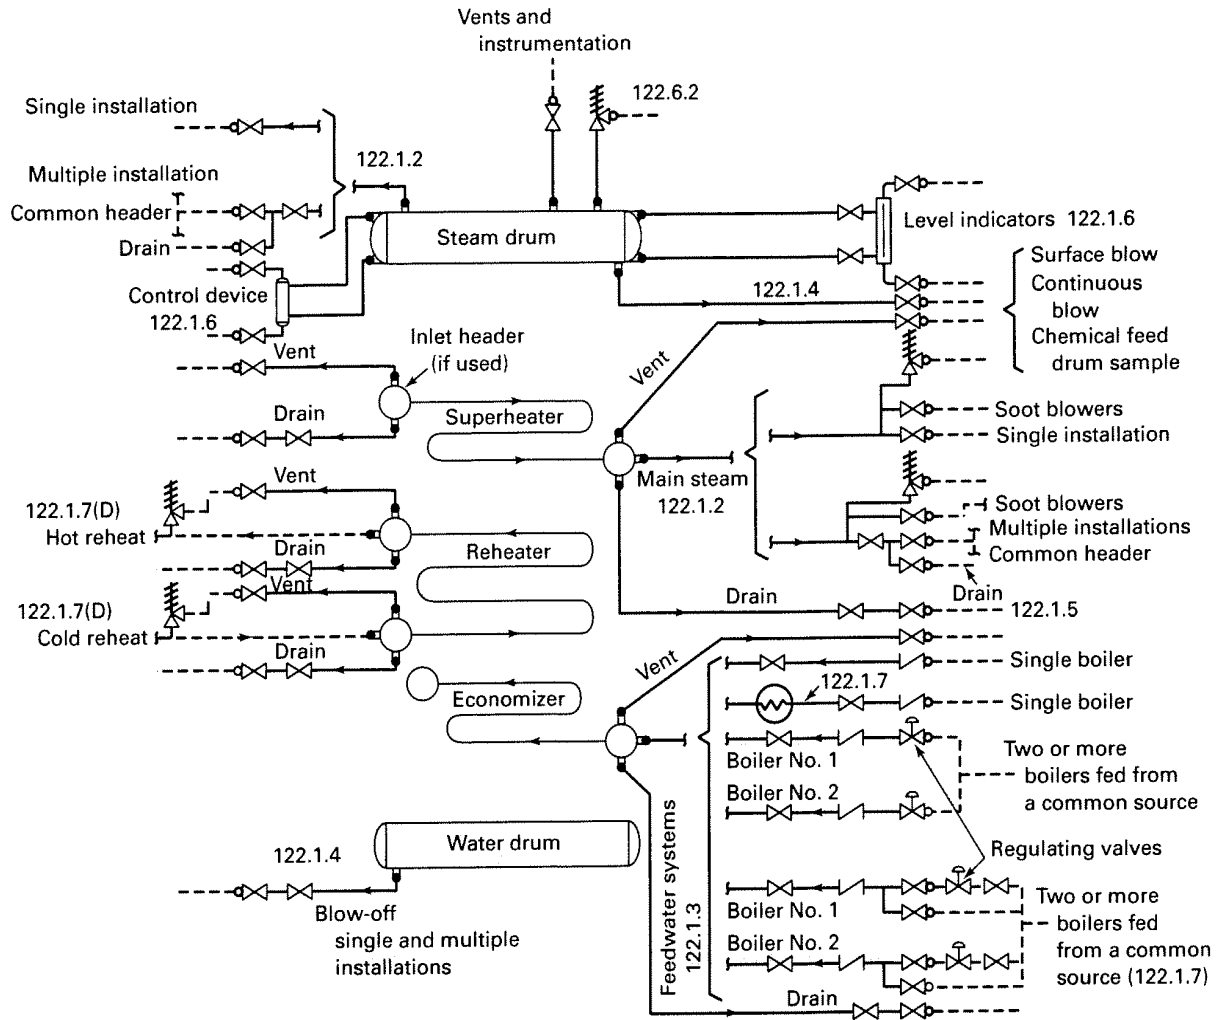 Vents and
instrumentation
122.6.2
Single installation
122.1.2
Multiple installation
Common header
Drain
Steam drum
Level indicators 122.1.6
Control device
122.1.6
122.1.4
Surface blow
Continuous
blow
Chemical feed
drum sample
Vent
Inlet header
(if used)
Vent
Drain
Superheater
Soot blowers
Single installation
Main steam
122.1.2
Vent
122.1.7(D)
Hot reheat
Drain
Reheater
Soot blowers
Multiple installations
Common header
Drain
Vent
122.1.7(D)
Cold reheat
Drain
Drain
122.1.5
Vent
Economizer
Single boiler
122.1.7
Single boiler
Boiler No. 1
Boiler No. 2
Two or more
boilers fed from
a common source
Regulating valves
Water drum
122.1.4
Blow-off
single and multiple
installations
Feedwater systems
122.1.3
Boiler No. 1
Boiler No. 2
Two or more
boilers fed
from a common
source (122.1.7)
Drain